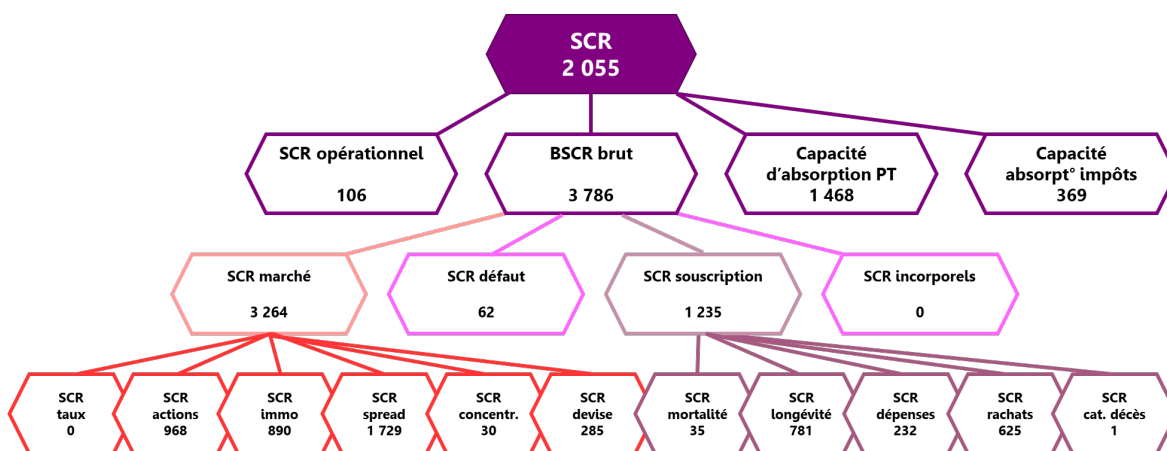 SCR
2 055
SCR opérationnel
106
BSCR brut
3 786
Capacité
d'absorption PT
1 468
Capacité
absorpt° impôts
369
SCR marché
3 264
SCR défaut
62
SCR souscription
1 235
SCR incorporels
0
SCR
taux
0
SCR
actions
968
SCR
immo
890
SCR
spread
1 729
SCR
concentr.
30
SCR
devise
285
SCR
mortalité
35
SCR
longévité
781
SCR
dépenses
232
SCR
rachats
625
SCR
cat. décès
1